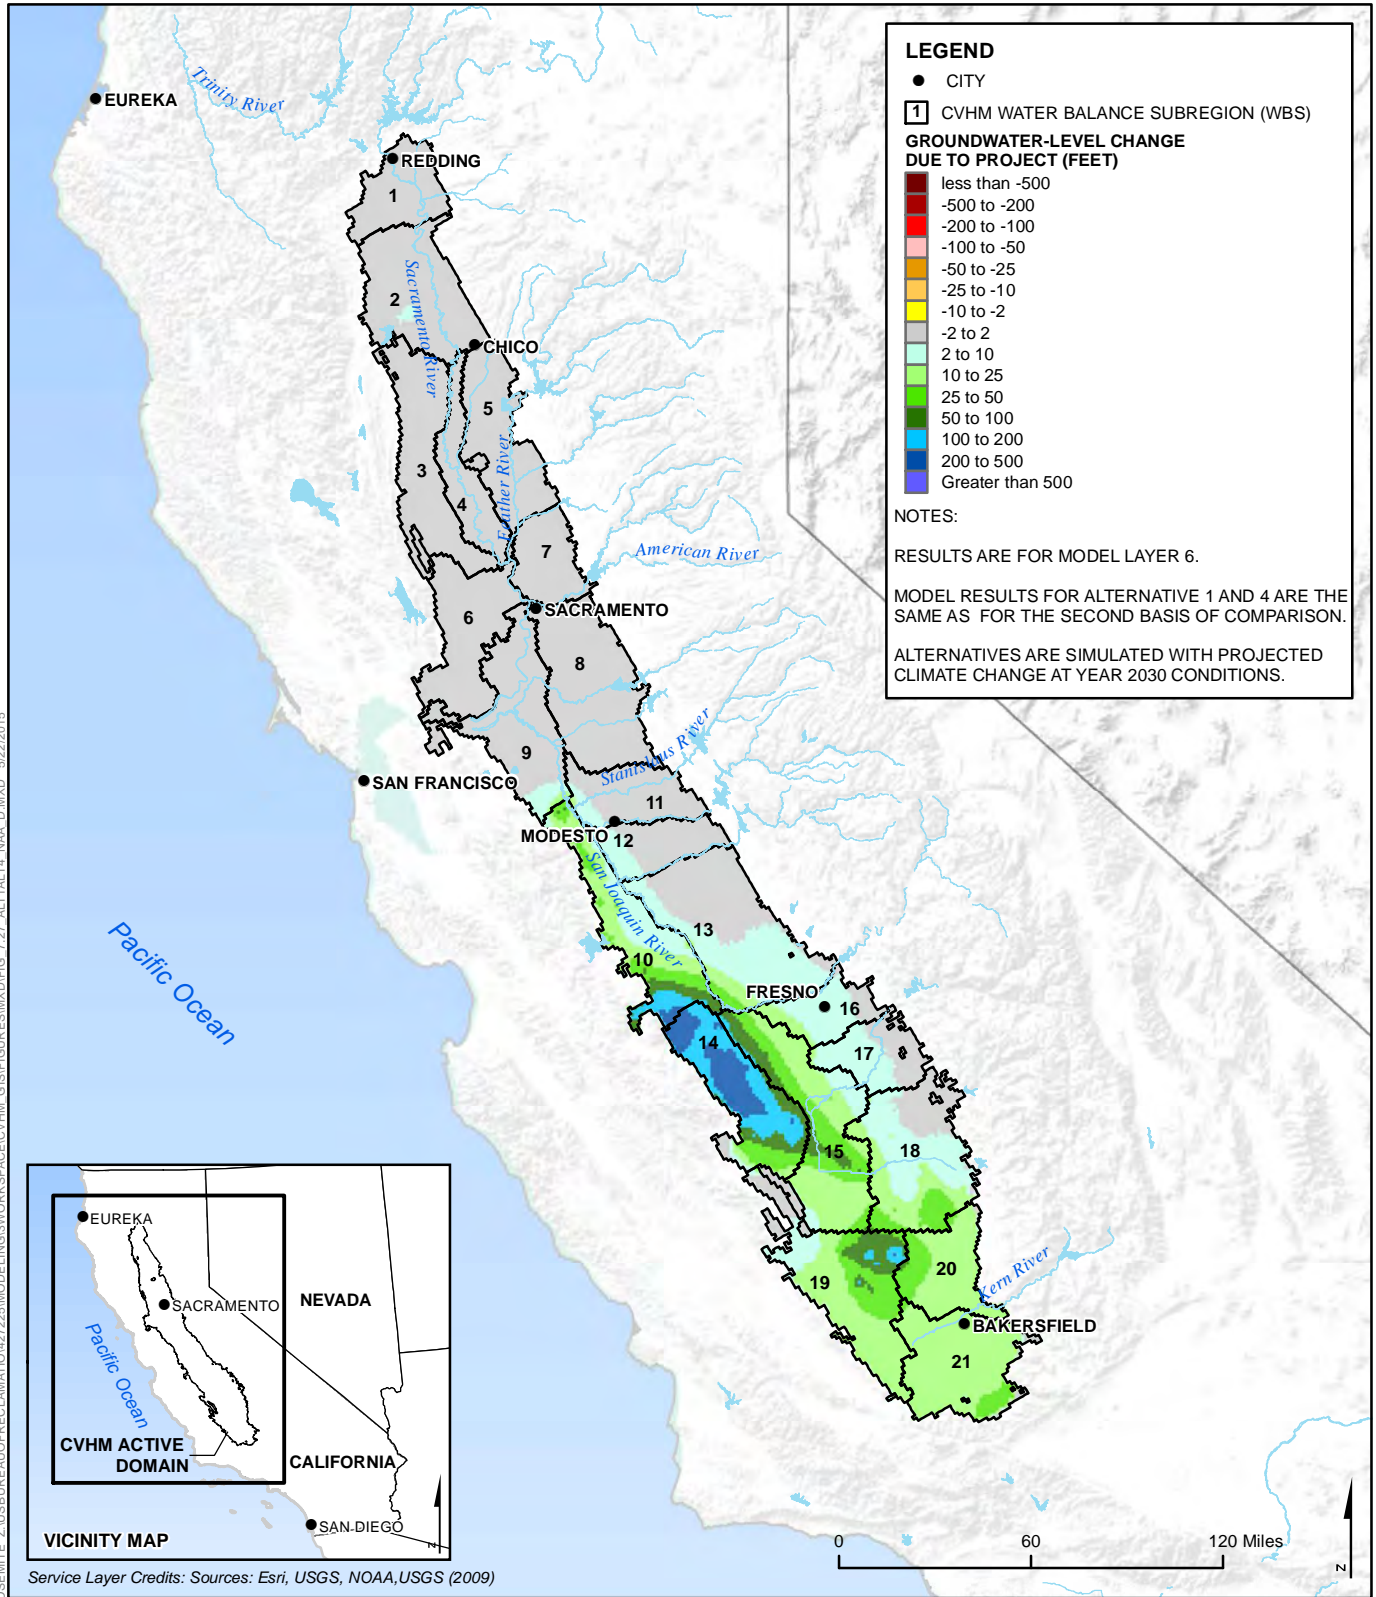 EUREKA
Trinity River
REDDING
1
2
Sacramento River
CHICO
5
3
4
Feather River
7
American River
6
SACRAMENTO
8
9
Stanislaus River
SAN FRANCISCO
11
MODESTO
12
San Joaquin River
13
10
FRESNO
16
14
17
15
18
19
20
Kern River
BAKERSFIELD
21
Pacific Ocean
LEGEND
CITY
1 CVHM WATER BALANCE SUBREGION (WBS)
GROUNDWATER-LEVEL CHANGE
DUE TO PROJECT (FEET)
less than -500
-500 to -200
-200 to -100
-100 to -50
-50 to -25
-25 to -10
-10 to -2
-2 to 2
2 to 10
10 to 25
25 to 50
50 to 100
100 to 200
200 to 500
Greater than 500
NOTES:
RESULTS ARE FOR MODEL LAYER 6.
MODEL RESULTS FOR ALTERNATIVE 1 AND 4 ARE THE
SAME AS FOR THE SECOND BASIS OF COMPARISON.
ALTERNATIVES ARE SIMULATED WITH PROJECTED
CLIMATE CHANGE AT YEAR 2030 CONDITIONS.
EUREKA
SACRAMENTO
NEVADA
Pacific Ocean
CVHM ACTIVE
DOMAIN
CALIFORNIA
SAN DIEGO
VICINITY MAP
N
0 60 120 Miles
N
Service Layer Credits: Sources: Esri, USGS, NOAA,USGS (2009)